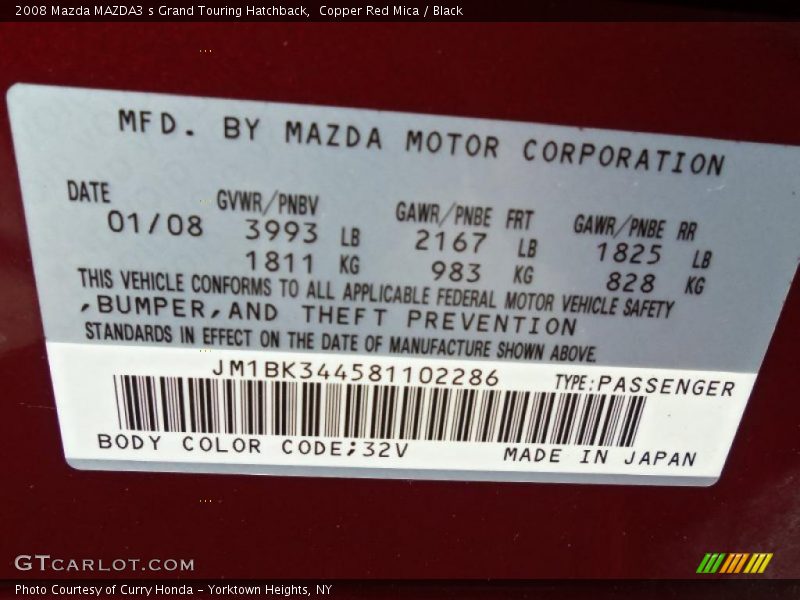 2008 Mazda MAZDA3 s Grand Touring Hatchback,  Copper Red Mica / Black
MFD. BY MAZDA MOTOR CORPORATION
DATE GVWR/PNBV GAWR/PNBE FRT GAWR/PNBE RR
01/08 3993 LB 2167 LB 1825 LB
1811 KG 983 KG 828 KG
THIS VEHICLE CONFORMS TO ALL APPLICABLE FEDERAL MOTOR VEHICLE SAFETY
,BUMPER,AND THEFT PREVENTION
STANDARDS IN EFFECT ON THE DATE OF MANUFACTURE SHOWN ABOVE.
JM1BK344581102286 TYPE:PASSENGER
BODY COLOR CODE;32V MADE IN JAPAN
GTCARLOT.COM
Photo Courtesy of Curry Honda - Yorktown Heights, NY